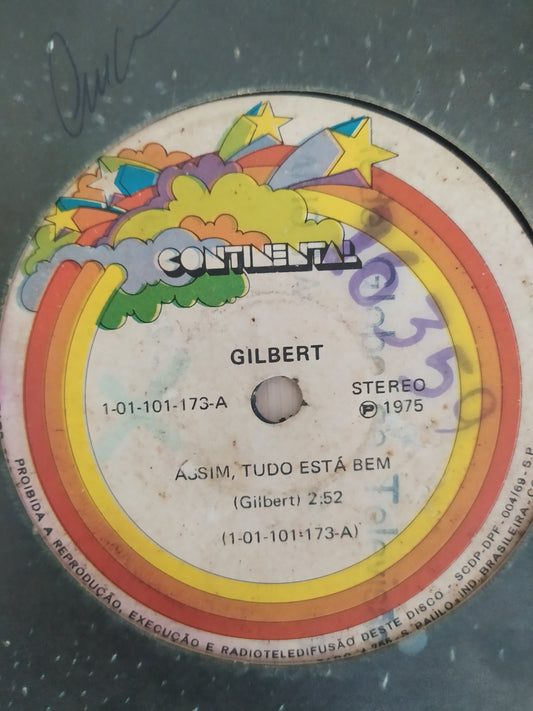 CONTINENTAL
GILBERT
1-01-101-173-A
STEREO
Ⓟ 1975
ASSIM, TUDO ESTÁ BEM
(Gilbert) 2:52
(1-01-101-173-A)
PROIBIDA A REPRODUÇÃO, EXECUÇÃO E RADIOTELEDIFUSÃO DESTE DISCO - SCDP-DPF-004/69-S.P.
S. PAULO IND. BRASILEIRA